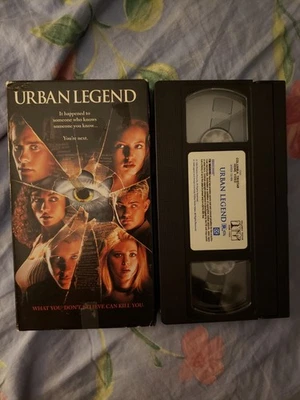 URBAN LEGEND
It happened to
someone who knows
someone you know...
You're next.
WHAT YOU DON'T BELIEVE CAN KILL YOU.
URBAN LEGEND